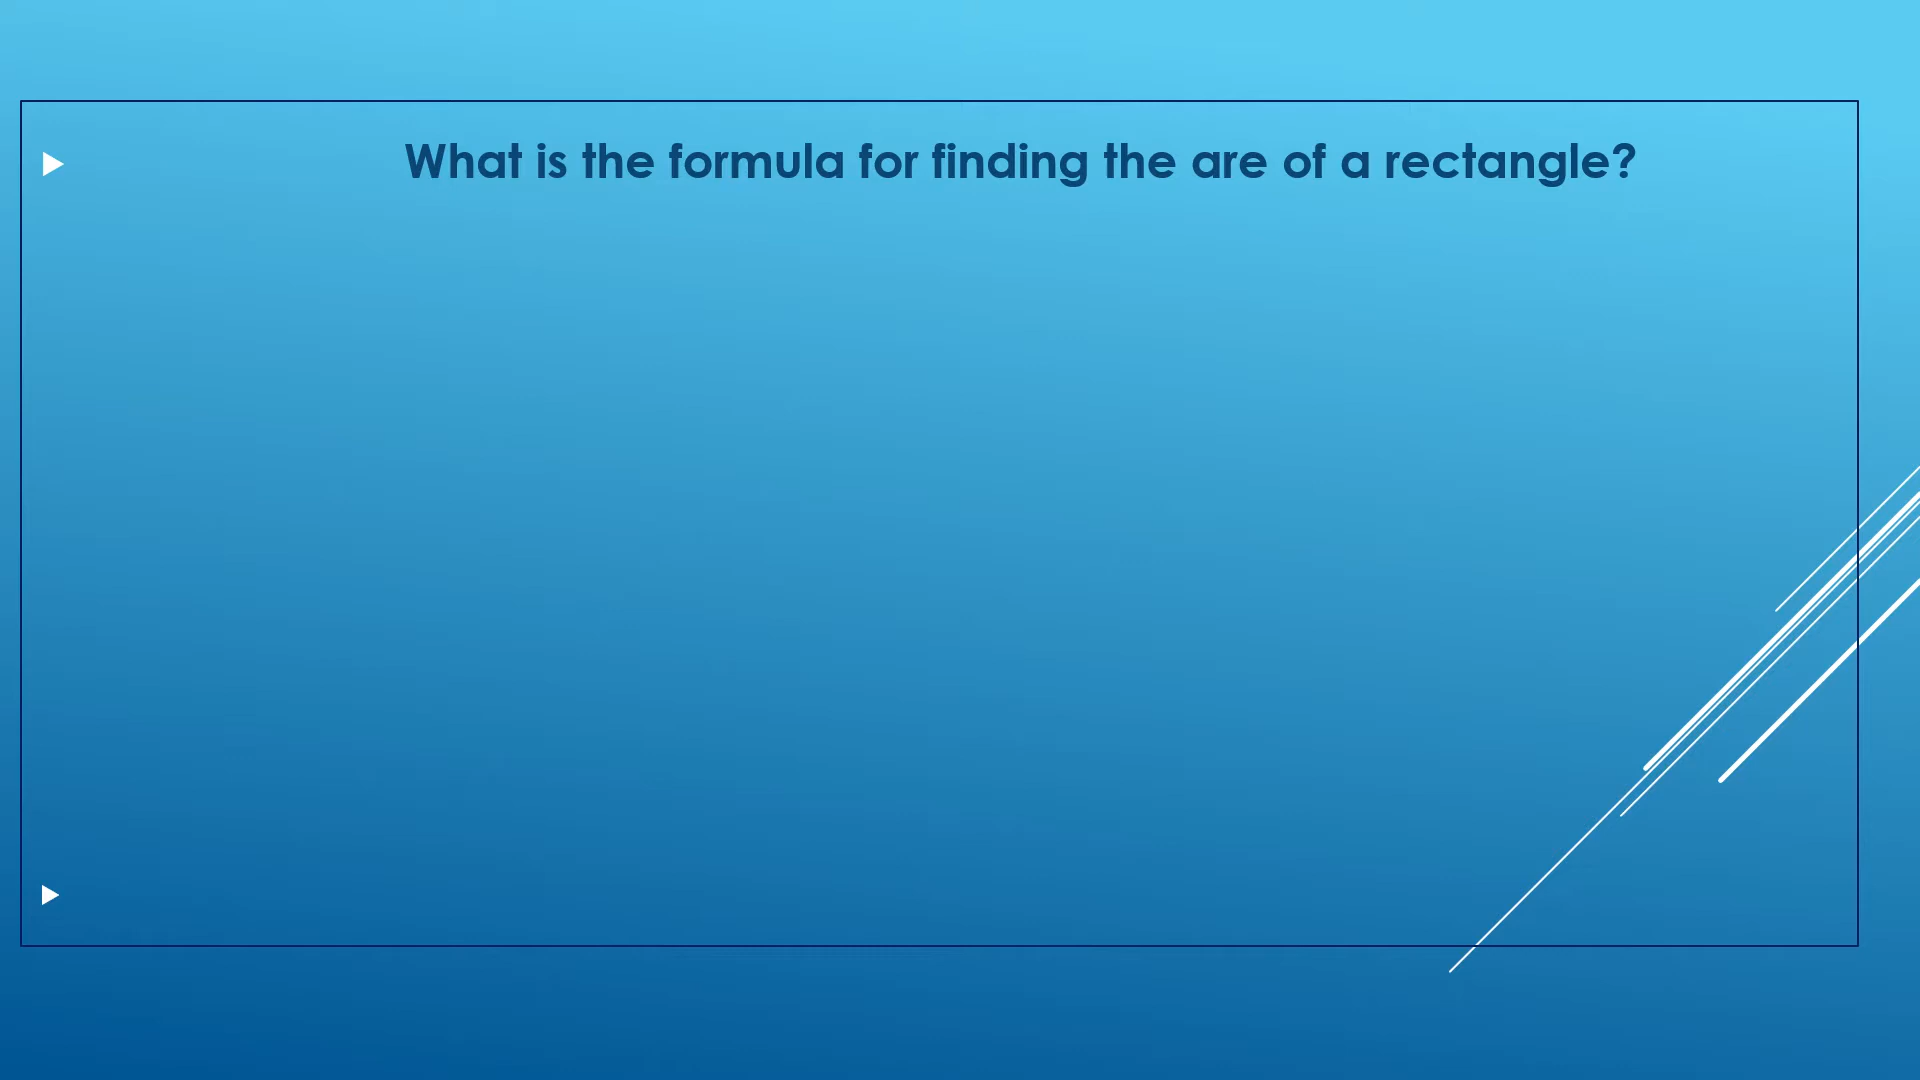 What is the formula for finding the are of a rectangle?